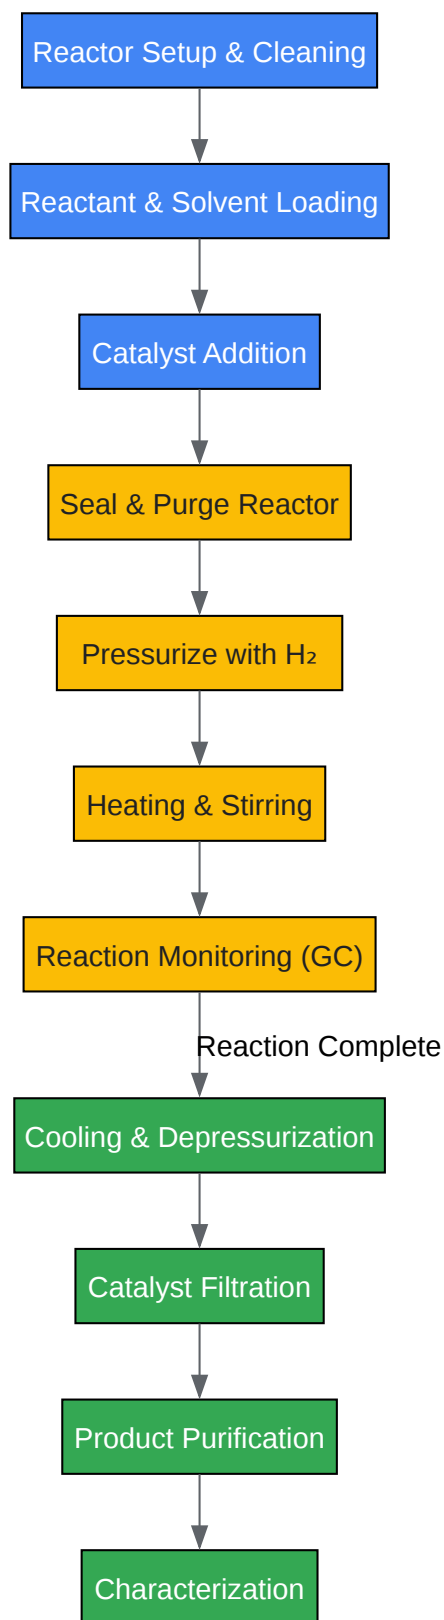 Reactor Setup & Cleaning
Reactant & Solvent Loading
Catalyst Addition
Seal & Purge Reactor
Pressurize with H₂
Heating & Stirring
Reaction Monitoring (GC)
Reaction Complete
Cooling & Depressurization
Catalyst Filtration
Product Purification
Characterization